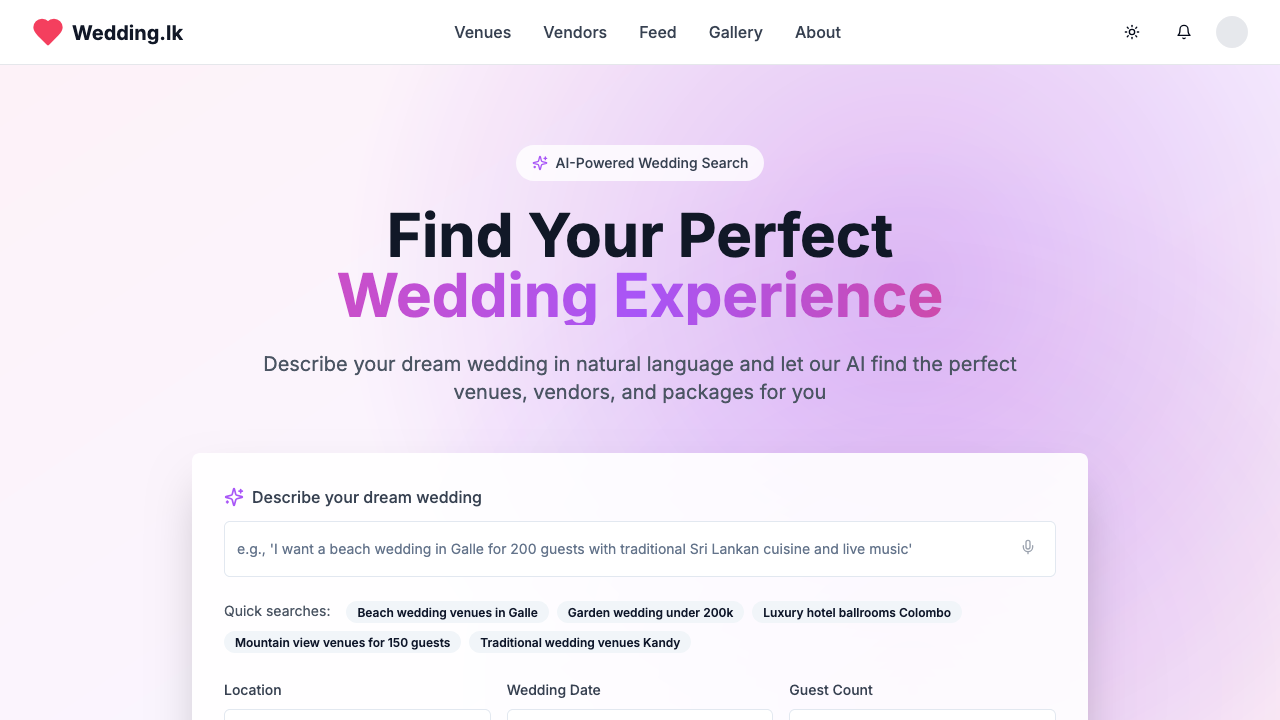 Wedding.lk
Venues
Vendors
Feed
Gallery
About
AI-Powered Wedding Search
Find Your Perfect
Wedding Experience
Describe your dream wedding in natural language and let our AI find the perfect
venues, vendors, and packages for you
Describe your dream wedding
e.g., 'I want a beach wedding in Galle for 200 guests with traditional Sri Lankan cuisine and live music'
Quick searches:
Beach wedding venues in Galle
Garden wedding under 200k
Luxury hotel ballrooms Colombo
Mountain view venues for 150 guests
Traditional wedding venues Kandy
Location
Wedding Date
Guest Count